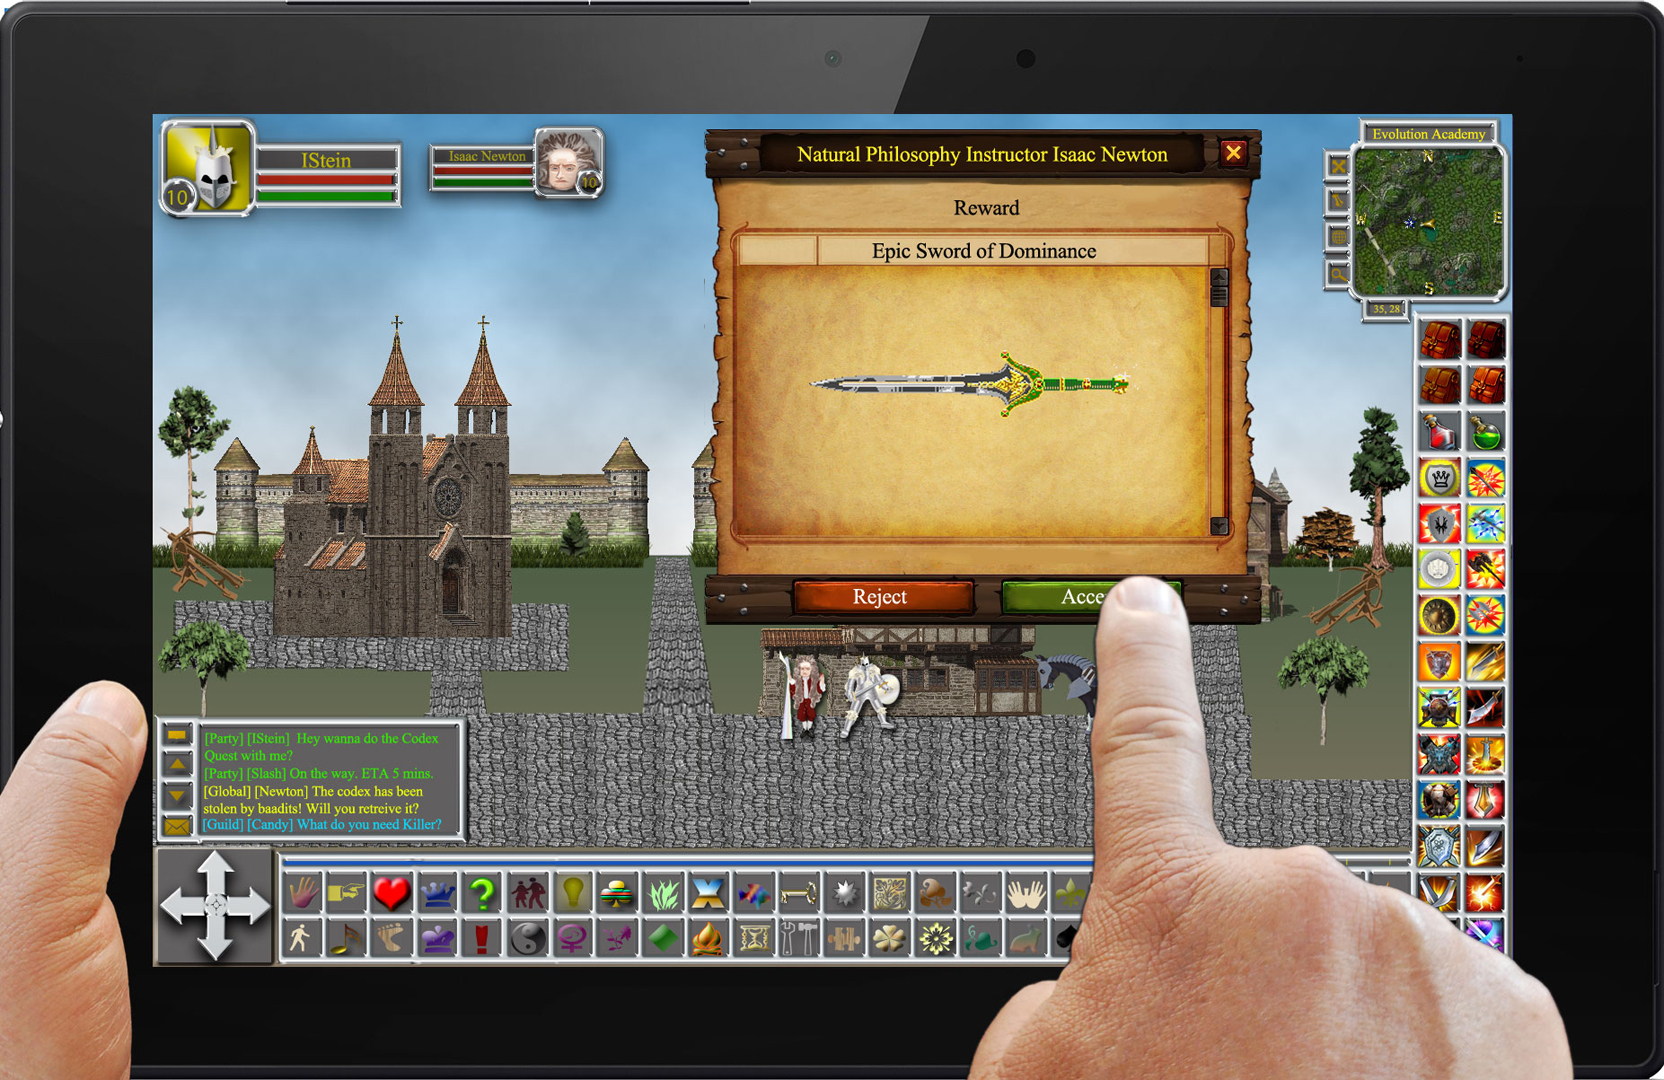 IStein
10
Isaac Newton
10
Natural Philosophy Instructor Isaac Newton
Reward
Epic Sword of Dominance
Reject
Acce
Evolution Academy
N
W
E
S
35, 28
[Party] [IStein] Hey wanna do the Codex
Quest with me?
[Party] [Slash] On the way. ETA 5 mins.
[Global] [Newton] The codex has been
stolen by baadits! Will you retreive it?
[Guild] [Candy] What do you need Killer?